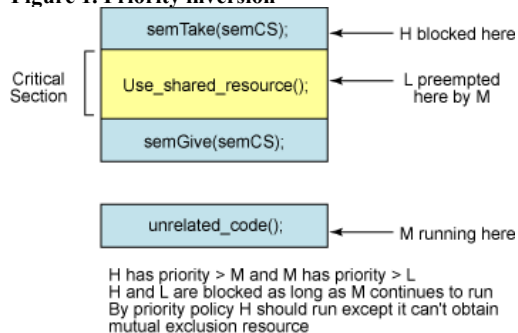 Figure 1. Priority inversion
semTake(semCS);
H blocked here
Critical
Section
Use_shared_resource();
L preempted
here by M
semGive(semCS);
unrelated_code();
M running here
H has priority > M and M has priority > L
H and L are blocked as long as M continues to run
By priority policy H should run except it can't obtain
mutual exclusion resource